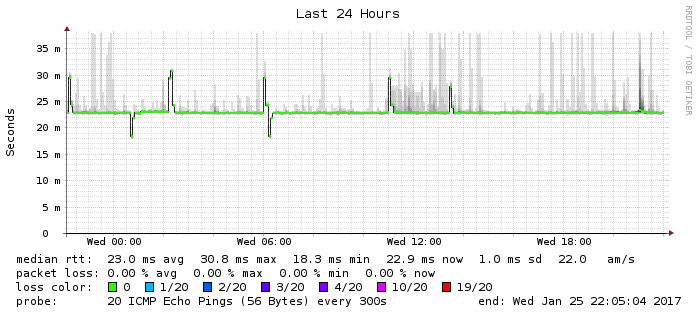 Last 24 Hours
RRDTOOL / TOBI OETIKER
Seconds
35 m
30 m
25 m
20 m
15 m
10 m
5 m
0
Wed 00:00 Wed 06:00 Wed 12:00 Wed 18:00
median rtt: 23.0 ms avg 30.8 ms max 18.3 ms min 22.9 ms now 1.0 ms sd 22.0 am/s
packet loss: 0.00 % avg 0.00 % max 0.00 % min 0.00 % now
loss color: 0 1/20 2/20 3/20 4/20 10/20 19/20
probe: 20 ICMP Echo Pings (56 Bytes) every 300s end: Wed Jan 25 22:05:04 2017